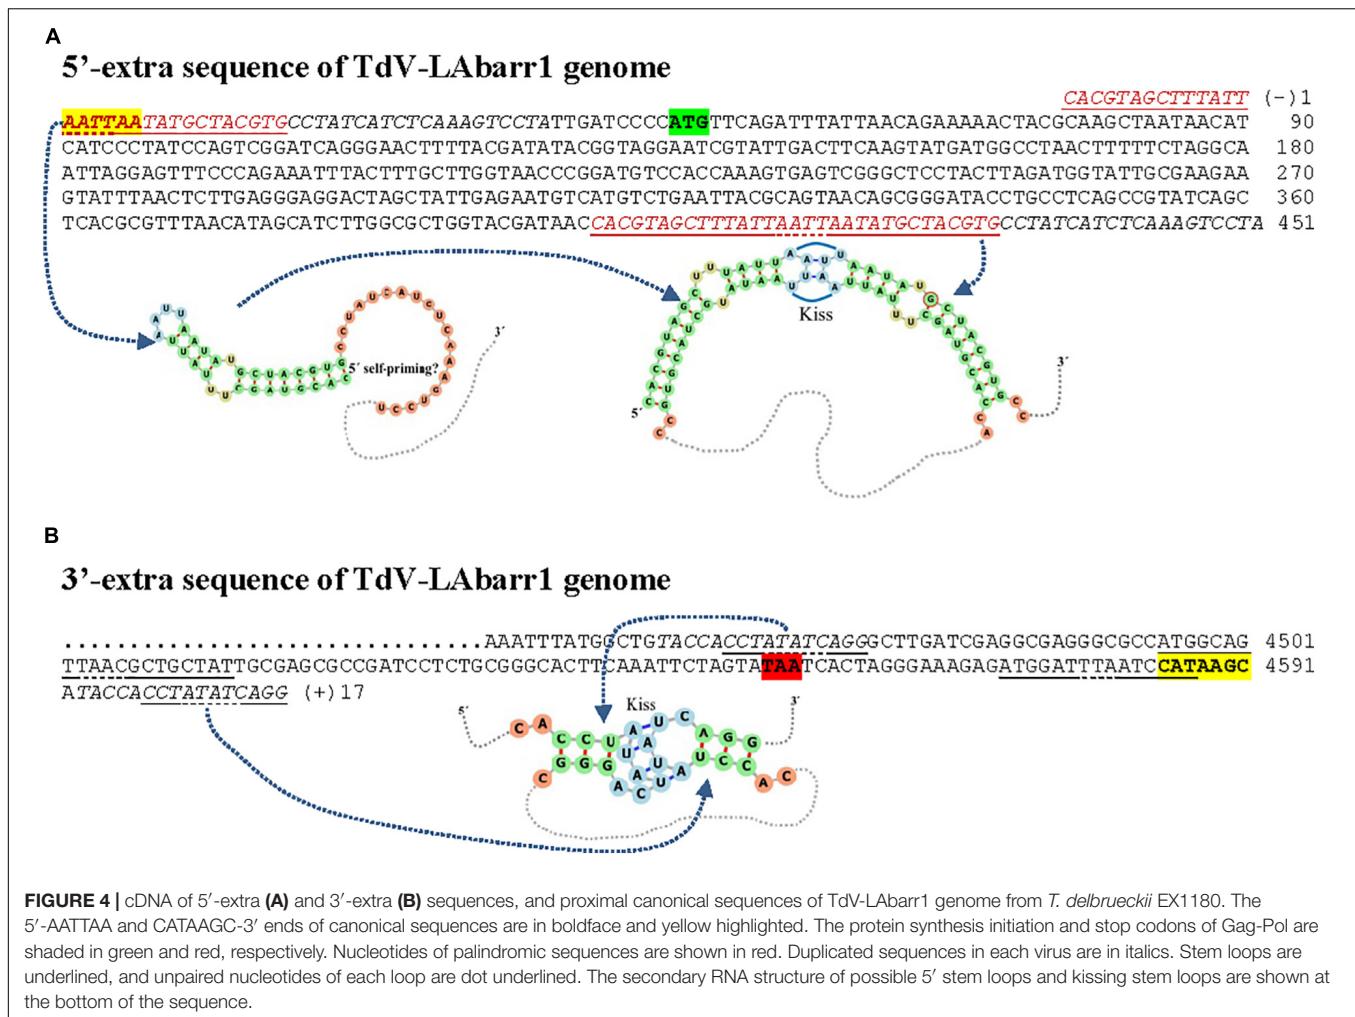 A
5’-extra sequence of TdV-LAbarr1 genome
CACGTAGCTTTATT (-)1
AATTAATATGCTACGTGCCTATCATCTCAAAGTCCTATTGATCCCCATGTTCAGATTTATTAACAGAAAAACTACGCAAGCTAATAACAT 90
CATCCCTATCCAGTCGGATCAGGGAACTTTTACGATATACGGTAGGAATCGTATTGACTTCAAGTATGATGGCCTAACTTTTTCTAGGCA 180
ATTAGGAGTTTCCCAGAAATTTACTTTGCTTGGTAACCCGGATGTCCACCAAAGTGAGTCGGGCTCCTACTTAGATGGTATTGCGAAGAA 270
GTATTTAACTCTTGAGGGAGGACTAGCTATTGAGAATGTCATGTCTGAATTACGCAGTAACAGCGGGATACCTGCCTCAGCCGTATCAGC 360
TCACGCGTTTAACATAGCATCTTGGCGCTGGTACGATAACCACGTAGCTTTATTAATTAATATGCTACGTGCCTATCATCTCAAAGTCCTA 451
Kiss
5´ self-priming?
3´
5´
3´
B
3’-extra sequence of TdV-LAbarr1 genome
................................AAATTTATGGCTGTACCACCTATATCAGGGCTTGATCGAGGCGAGGGCGCCATGGCAG 4501
TTAACGCTGCTATTGCGAGCGCCGATCCTCTGCGGGCACTTCAAATTCTAGTATAATCACTAGGGAAAGAGATGGATTTAATCCATAAGC 4591
ATACCACCTATATCAGG (+)17
Kiss
5´
3´
FIGURE 4 | cDNA of 5′-extra (A) and 3′-extra (B) sequences, and proximal canonical sequences of TdV-LAbarr1 genome from T. delbrueckii EX1180. The
5′-AATTAA and CATAAGC-3′ ends of canonical sequences are in boldface and yellow highlighted. The protein synthesis initiation and stop codons of Gag-Pol are
shaded in green and red, respectively. Nucleotides of palindromic sequences are shown in red. Duplicated sequences in each virus are in italics. Stem loops are
underlined, and unpaired nucleotides of each loop are dot underlined. The secondary RNA structure of possible 5′ stem loops and kissing stem loops are shown at
the bottom of the sequence.